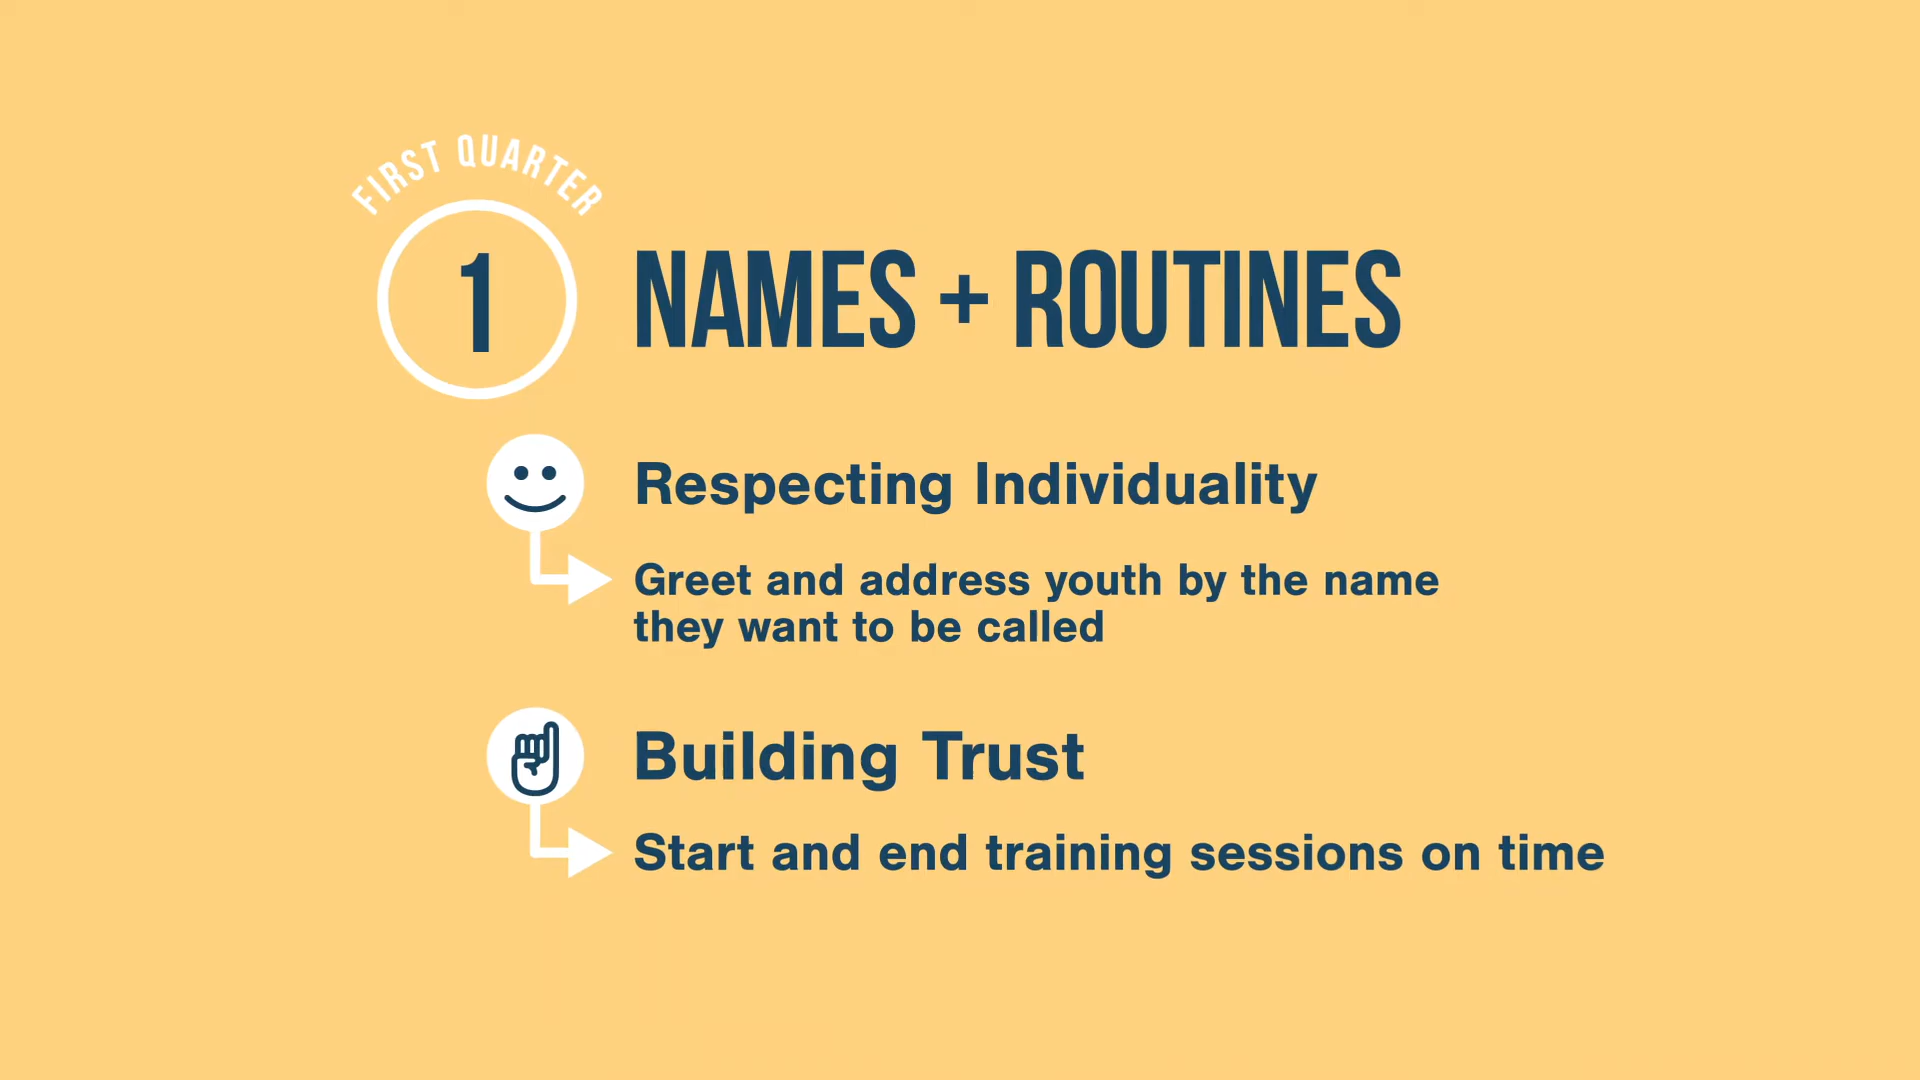 FIRST QUARTER
1
NAMES + ROUTINES
Respecting Individuality
Greet and address youth by the name
they want to be called
Building Trust
Start and end training sessions on time